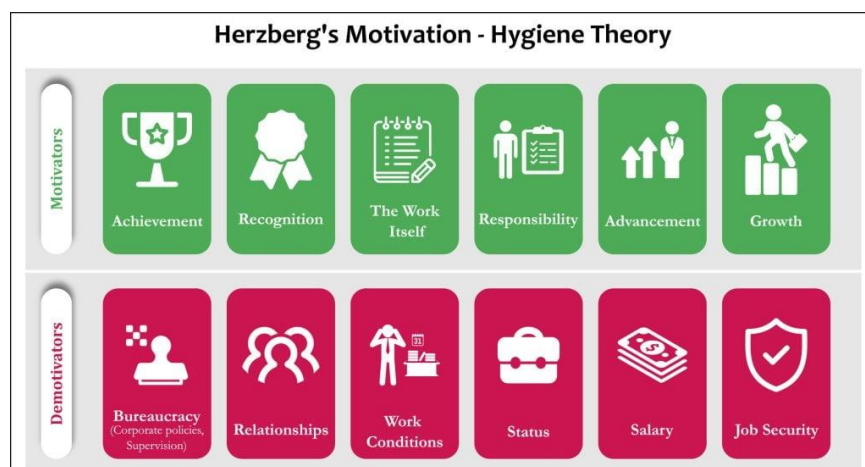 Herzberg's Motivation - Hygiene Theory
Motivators
Achievement
Recognition
The Work
Itself
Responsibility
Advancement
Growth
Demotivators
Bureaucracy
(Corporate policies,
Supervision)
Relationships
31
Work
Conditions
Status
$
Salary
Job Security